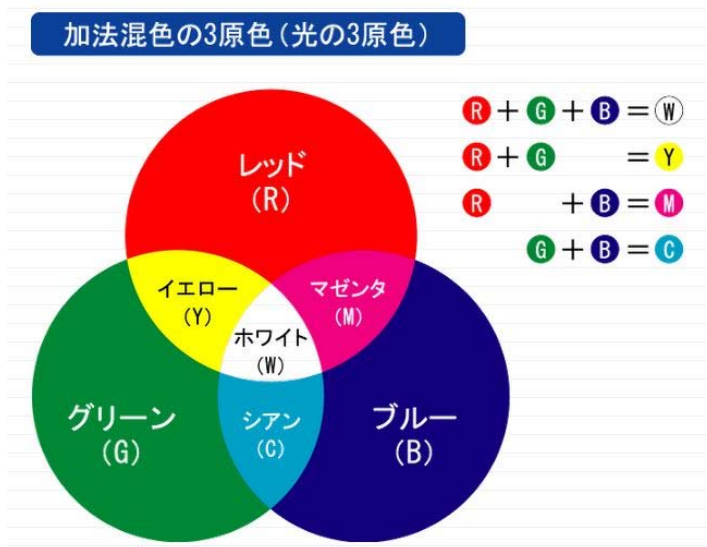 加法混色の3原色(光の3原色)
R+G+B=W
R+G =Y
R +B=M
G+B=C
レッド
(R)
イエロー
(Y)
マゼンタ
(M)
ホワイト
(W)
グリーン
(G)
シアン
(C)
ブルー
(B)